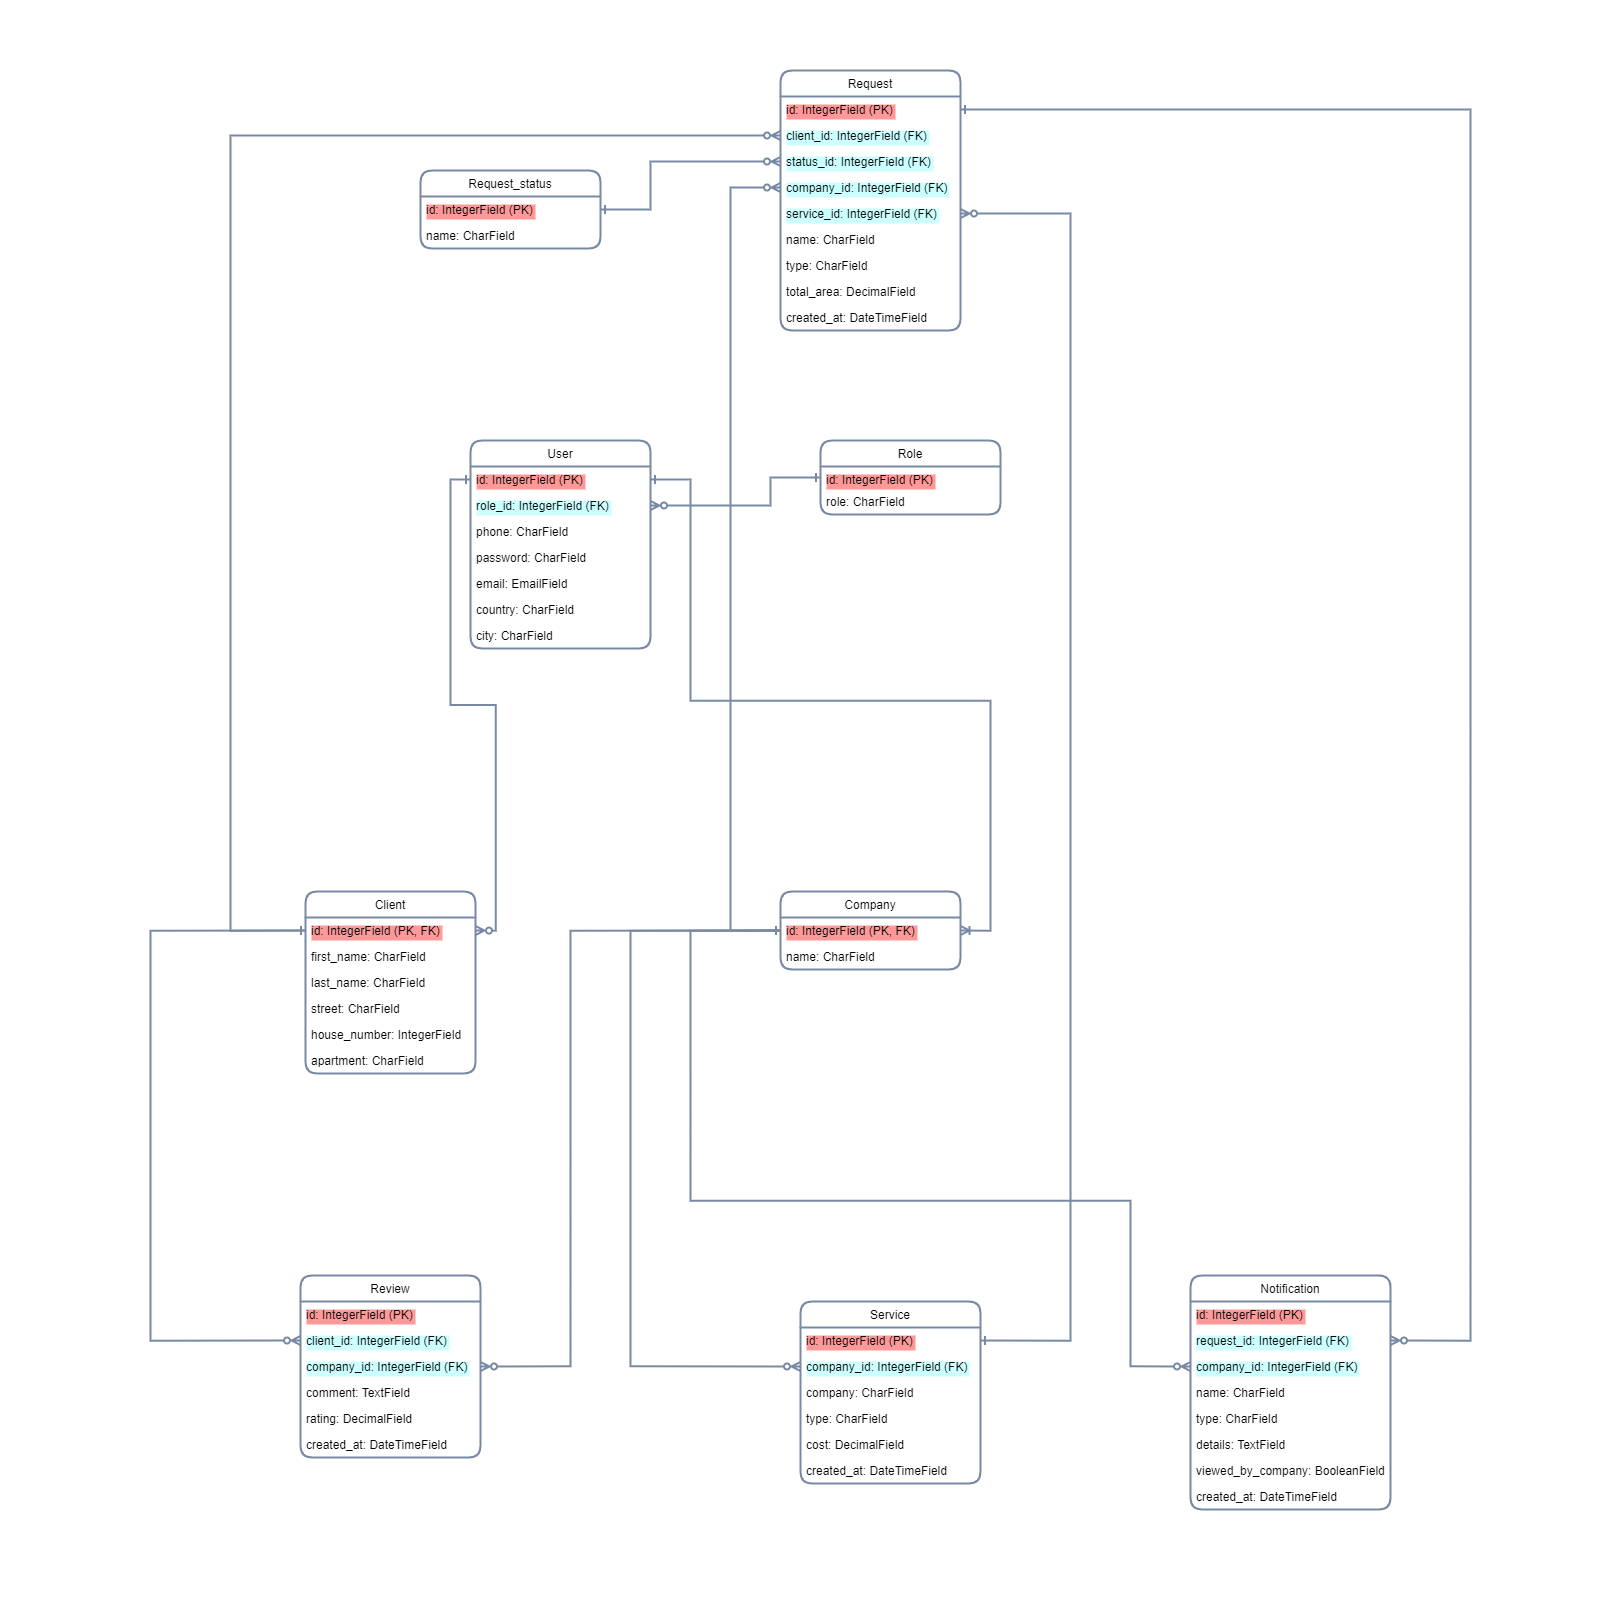 Request
id: IntegerField (PK)
client_id: IntegerField (FK)
status_id: IntegerField (FK)
company_id: IntegerField (FK)
service_id: IntegerField (FK)
name: CharField
type: CharField
total_area: DecimalField
created_at: DateTimeField
Request_status
id: IntegerField (PK)
name: CharField
User
id: IntegerField (PK)
role_id: IntegerField (FK)
phone: CharField
password: CharField
email: EmailField
country: CharField
city: CharField
Role
id: IntegerField (PK)
role: CharField
Client
id: IntegerField (PK, FK)
first_name: CharField
last_name: CharField
street: CharField
house_number: IntegerField
apartment: CharField
Company
id: IntegerField (PK, FK)
name: CharField
Review
id: IntegerField (PK)
client_id: IntegerField (FK)
company_id: IntegerField (FK)
comment: TextField
rating: DecimalField
created_at: DateTimeField
Service
id: IntegerField (PK)
company_id: IntegerField (FK)
company: CharField
type: CharField
cost: DecimalField
created_at: DateTimeField
Notification
id: IntegerField (PK)
request_id: IntegerField (FK)
company_id: IntegerField (FK)
name: CharField
type: CharField
details: TextField
viewed_by_company: BooleanField
created_at: DateTimeField